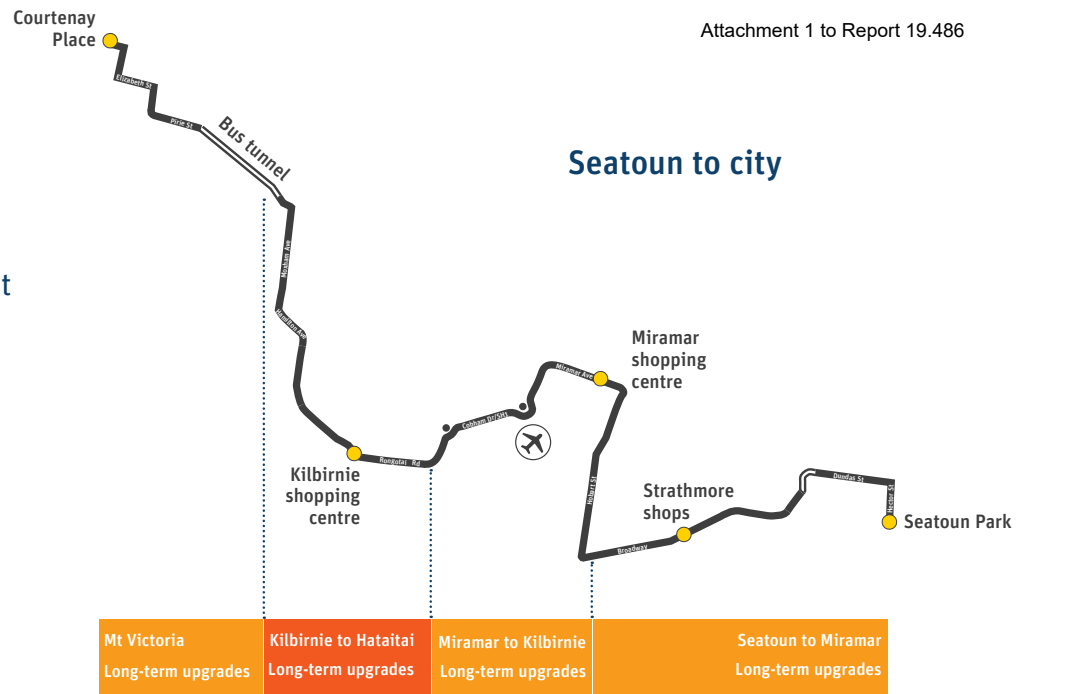 Courtenay
Place
Attachment 1 to Report 19.486
Elizabeth St
Pirie St
Bus tunnel
Seatoun to city
Moxham Ave
t
Hamilton Ave
Miramar
shopping
centre
Miramar Ave
Cobham Dr/SH1
Rongotai Rd
Kilbirnie
shopping
centre
Hobart St
Strathmore
shops
Dundas St
Hector St
Seatoun Park
Broadway
Mt Victoria
Long-term upgrades
Kilbirnie to Hataitai
Long-term upgrades
Miramar to Kilbirnie
Long-term upgrades
Seatoun to Miramar
Long-term upgrades